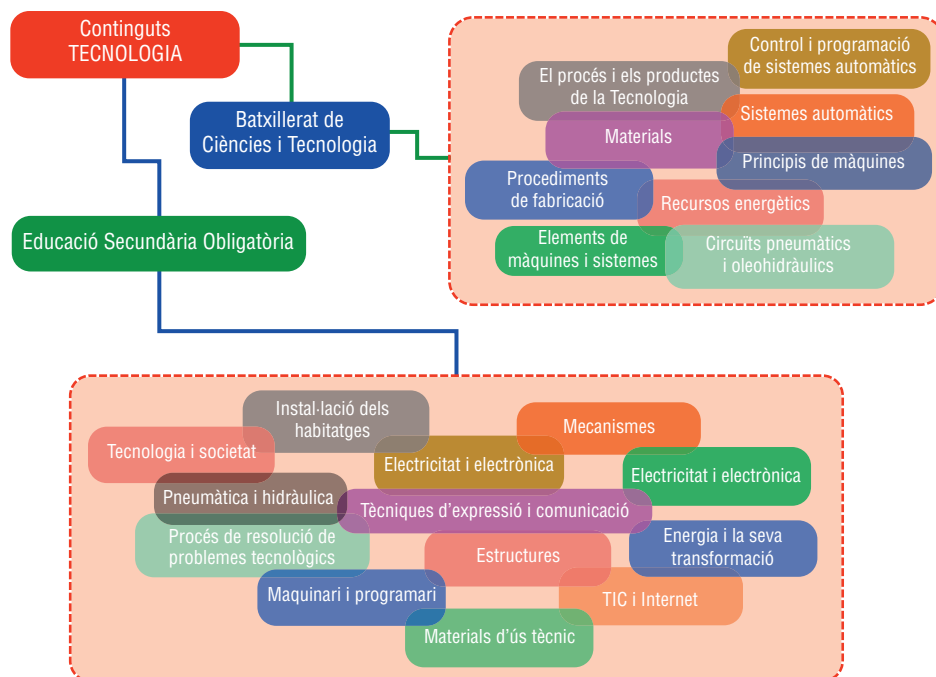 Continguts
TECNOLOGIA
Batxillerat de
Ciències i Tecnologia
Educació Secundària Obligatòria
Control i programació
de sistemes automàtics
El procés i els productes
de la Tecnologia
Sistemes automàtics
Materials
Principis de màquines
Procediments
de fabricació
Recursos energètics
Elements de
màquines i sistemes
Circuïts pneumàtics
i oleohidràulics
Instal·lació dels
habitatges
Mecanismes
Tecnologia i societat
Electricitat i electrònica
Electricitat i electrònica
Pneumàtica i hidràulica
Tècniques d'expressió i comunicació
Procés de resolució de
problemes tecnològics
Estructures
Energia i la seva
transformació
Maquinari i programari
TIC i Internet
Materials d'ús tècnic